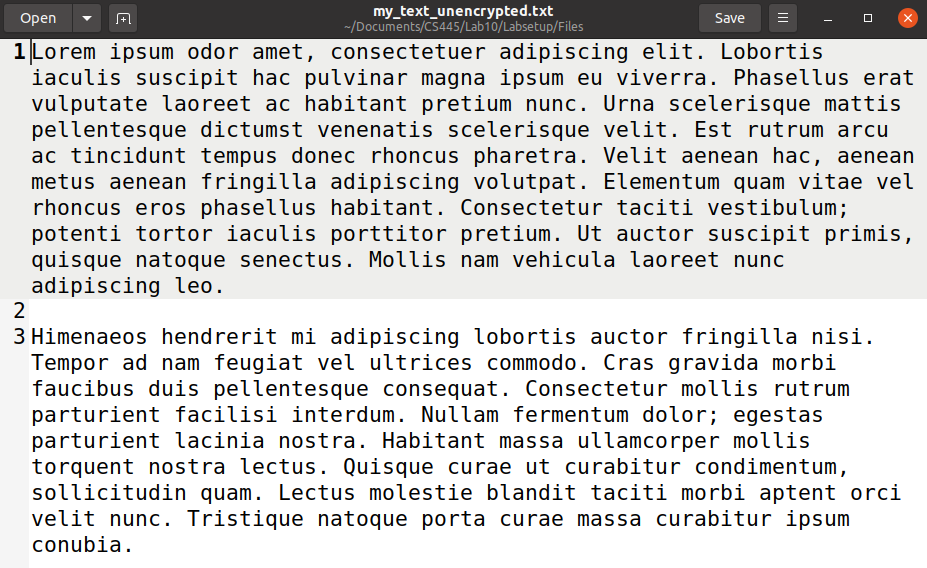 Open
my_text_unencrypted.txt
~/Documents/CS445/Lab10/Labsetup/Files
Save
1 Lorem ipsum odor amet, consectetuer adipiscing elit. Lobortis
iaculis suscipit hac pulvinar magna ipsum eu viverra. Phasellus erat
vulputate laoreet ac habitant pretium nunc. Urna scelerisque mattis
pellentesque dictumst venenatis scelerisque velit. Est rutrum arcu
ac tincidunt tempus donec rhoncus pharetra. Velit aenean hac, aenean
metus aenean fringilla adipiscing volutpat. Elementum quam vitae vel
rhoncus eros phasellus habitant. Consectetur taciti vestibulum;
potenti tortor iaculis porttitor pretium. Ut auctor suscipit primis,
quisque natoque senectus. Mollis nam vehicula laoreet nunc
adipiscing leo.
2
3 Himenaeos hendrerit mi adipiscing lobortis auctor fringilla nisi.
Tempor ad nam feugiat vel ultrices commodo. Cras gravida morbi
faucibus duis pellentesque consequat. Consectetur mollis rutrum
parturient facilisi interdum. Nullam fermentum dolor; egestas
parturient lacinia nostra. Habitant massa ullamcorper mollis
torquent nostra lectus. Quisque curae ut curabitur condimentum,
sollicitudin quam. Lectus molestie blandit taciti morbi aptent orci
velit nunc. Tristique natoque porta curae massa curabitur ipsum
conubia.